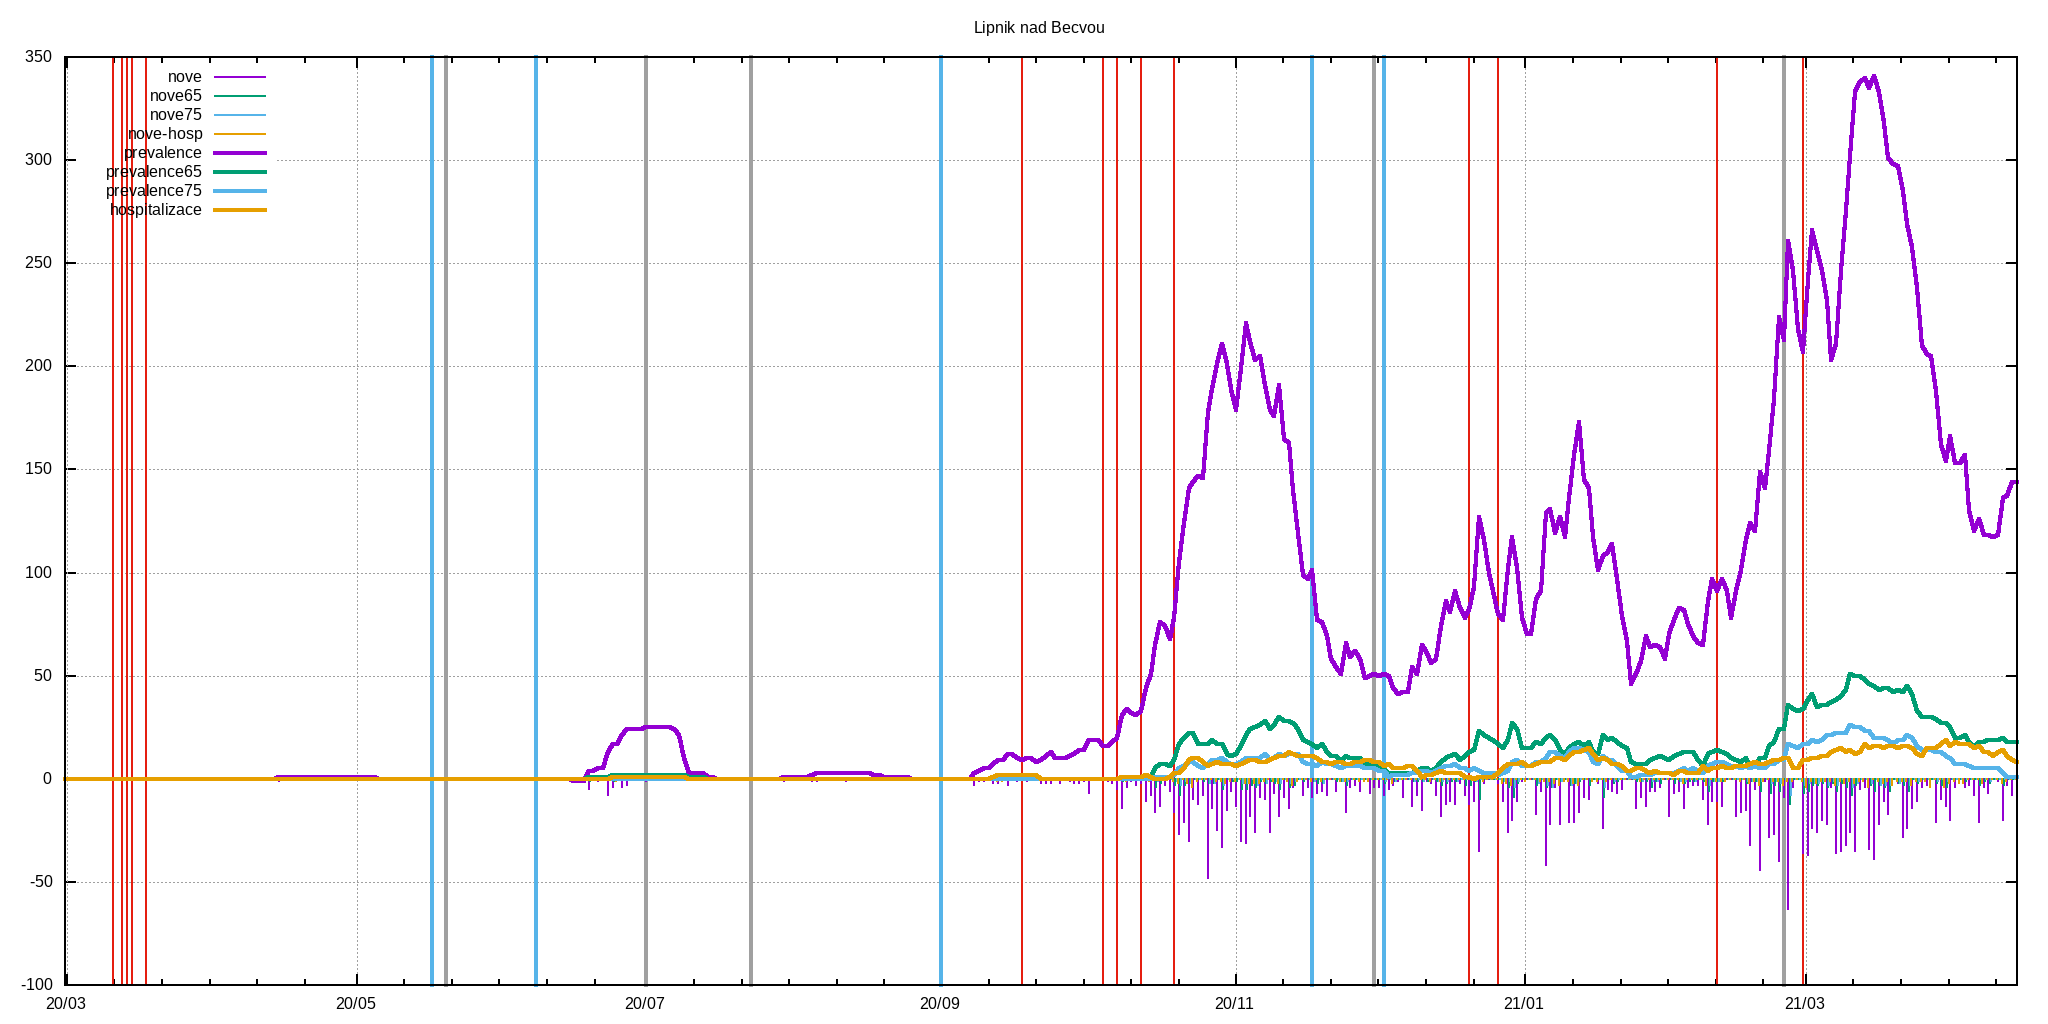 Lipnik nad Becvou
350
300
250
200
150
100
50
0
-50
-100
nove
nove65
nove75
nove-hosp
prevalence
prevalence65
prevalence75
hospitalizace
20/03
20/05
20/07
20/09
20/11
21/01
21/03